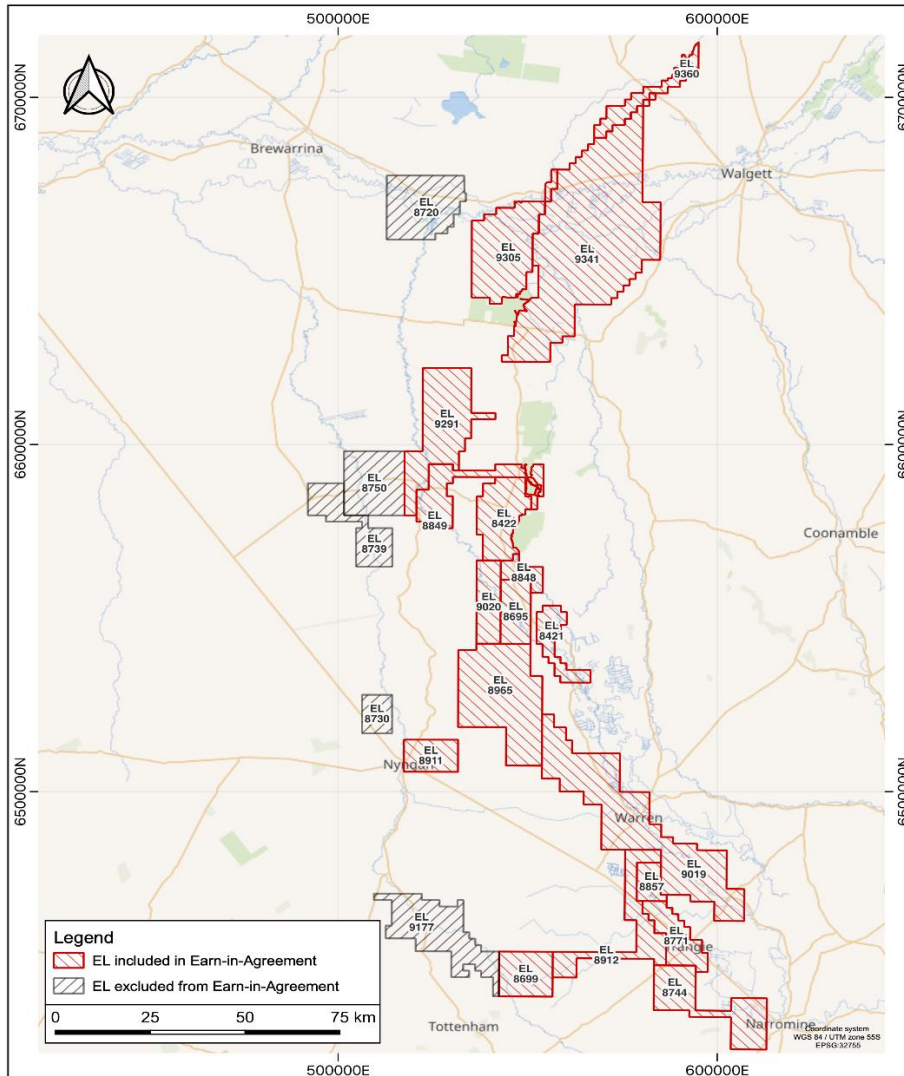 500000E
600000E
6700000N
6700000N
EL
9360
Brewarrina
Walgett
EL
8720
EL
9305
EL
9341
EL
9291
6600000N
6600000N
EL
8750
EL
8849
EL
8422
EL
8739
Coonamble
EL
8848
EL
9020
EL
8695
EL
8421
EL
8965
EL
8730
EL
8911
6500000N
6500000N
Warren
EL
9019
EL
8857
EL
9177
EL
8771
EL
8912
EL
8699
EL
8744
Legend
EL included in Earn-in-Agreement
EL excluded from Earn-in-Agreement
0 25 50 75 km
Tottenham
Narromine
Coordinate system
WGS 84 / UTM zone 55S
EPSG:32755
500000E
600000E